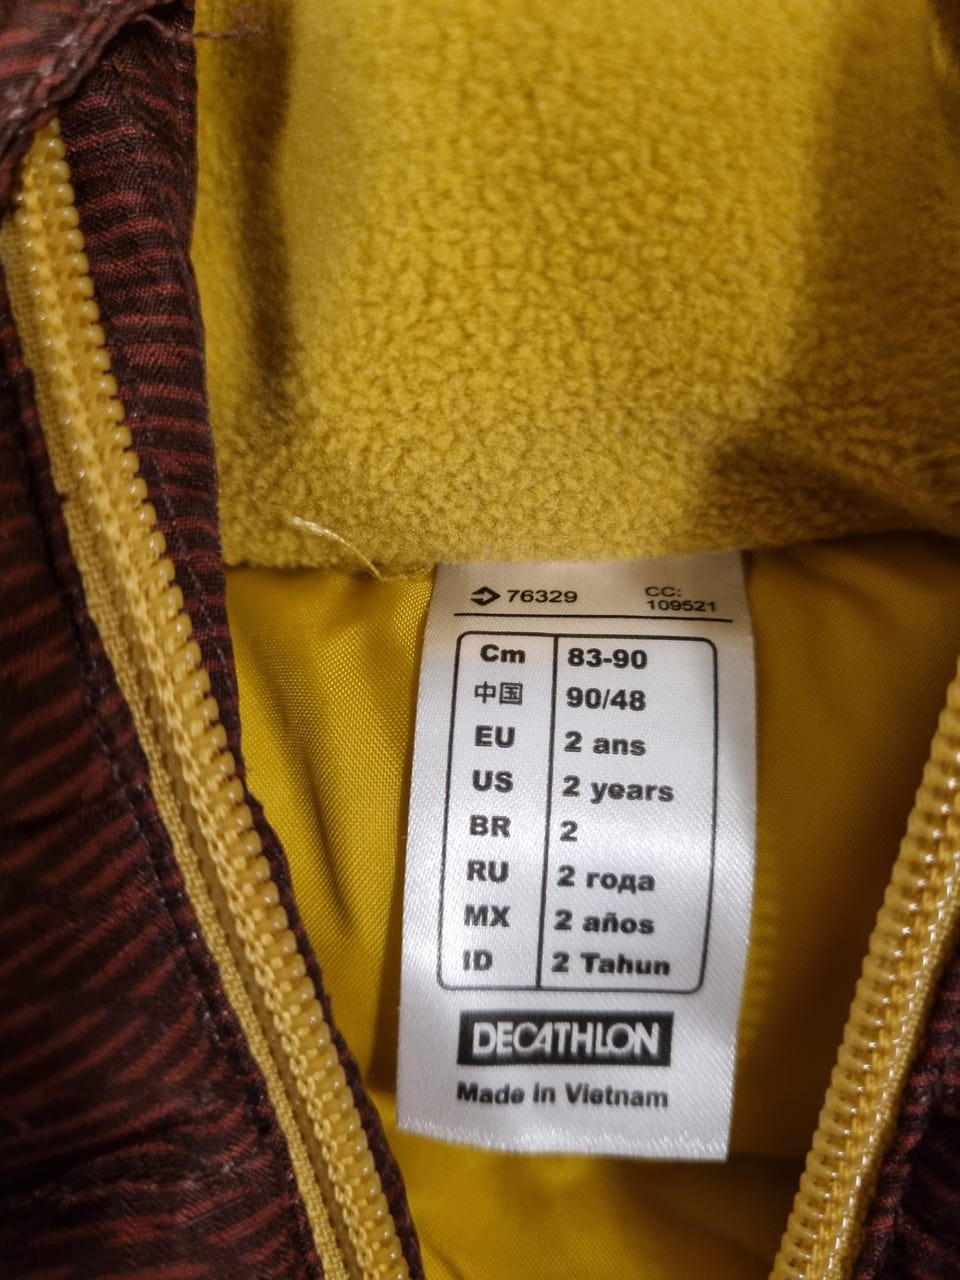 76329 CC:
109521
Cm 83-90
中国 90/48
EU 2 ans
US 2 years
BR 2
RU 2 года
MX 2 años
ID 2 Tahun
DECATHLON
Made in Vietnam